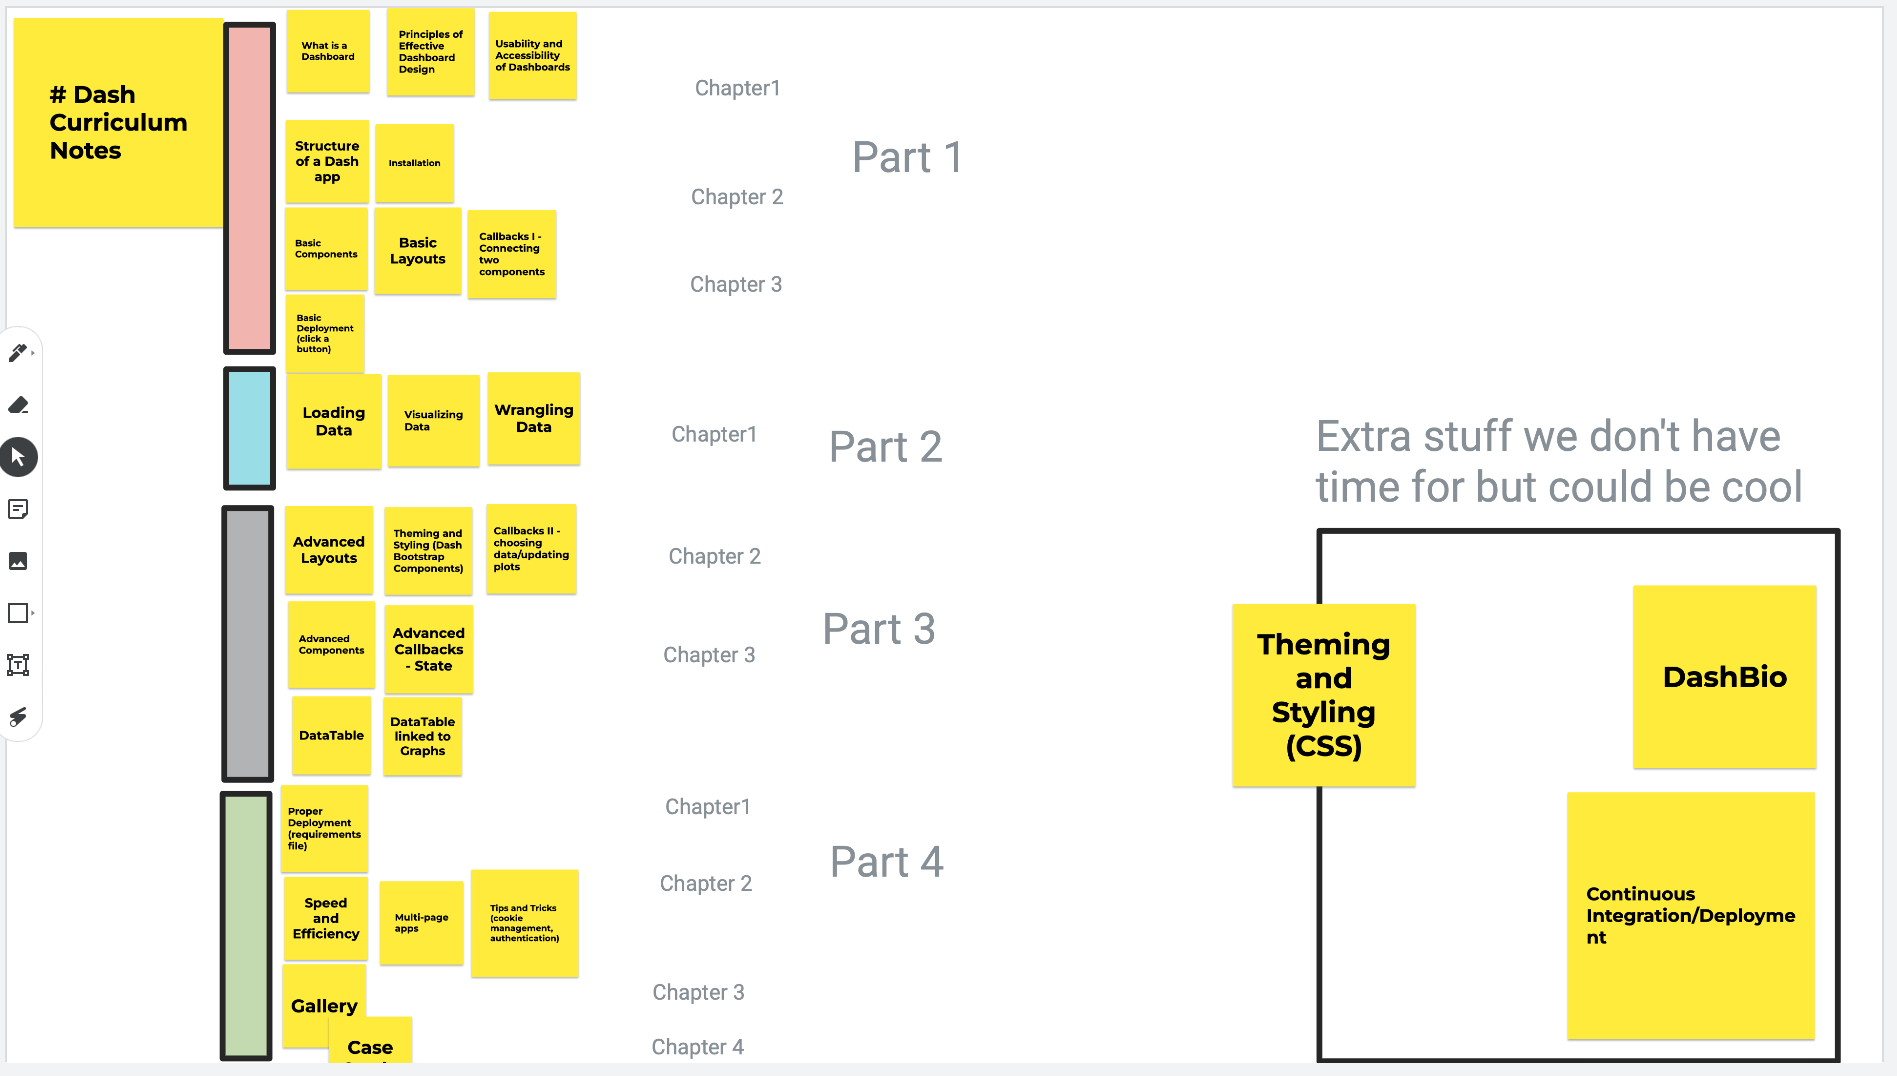 # Dash
Curriculum
Notes
What is a
Dashboard
Principles of
Effective
Dashboard
Design
Usability and
Accessibility
of Dashboards
Chapter1
Part 1
Structure
of a Dash
app
Installation
Chapter 2
Basic
Components
Basic
Layouts
Callbacks I -
Connecting
two
components
Chapter 3
Basic
Deployment
(click a
button)
Loading
Data
Visualizing
Data
Wrangling
Data
Chapter1
Part 2
Advanced
Layouts
Theming and
Styling (Dash
Bootstrap
Components)
Callbacks II -
choosing
data/updating
plots
Chapter 2
Part 3
Advanced
Components
Advanced
Callbacks
- State
Chapter 3
DataTable
DataTable
linked to
Graphs
Proper
Deployment
(requirements
file)
Chapter1
Part 4
Speed
and
Efficiency
Multi-page
apps
Tips and Tricks
(cookie
management,
authentication)
Chapter 2
Gallery
Chapter 3
Case
Chapter 4
Extra stuff we don't have
time for but could be cool
Theming
and
Styling
(CSS)
DashBio
Continuous
Integration/Deployme
nt